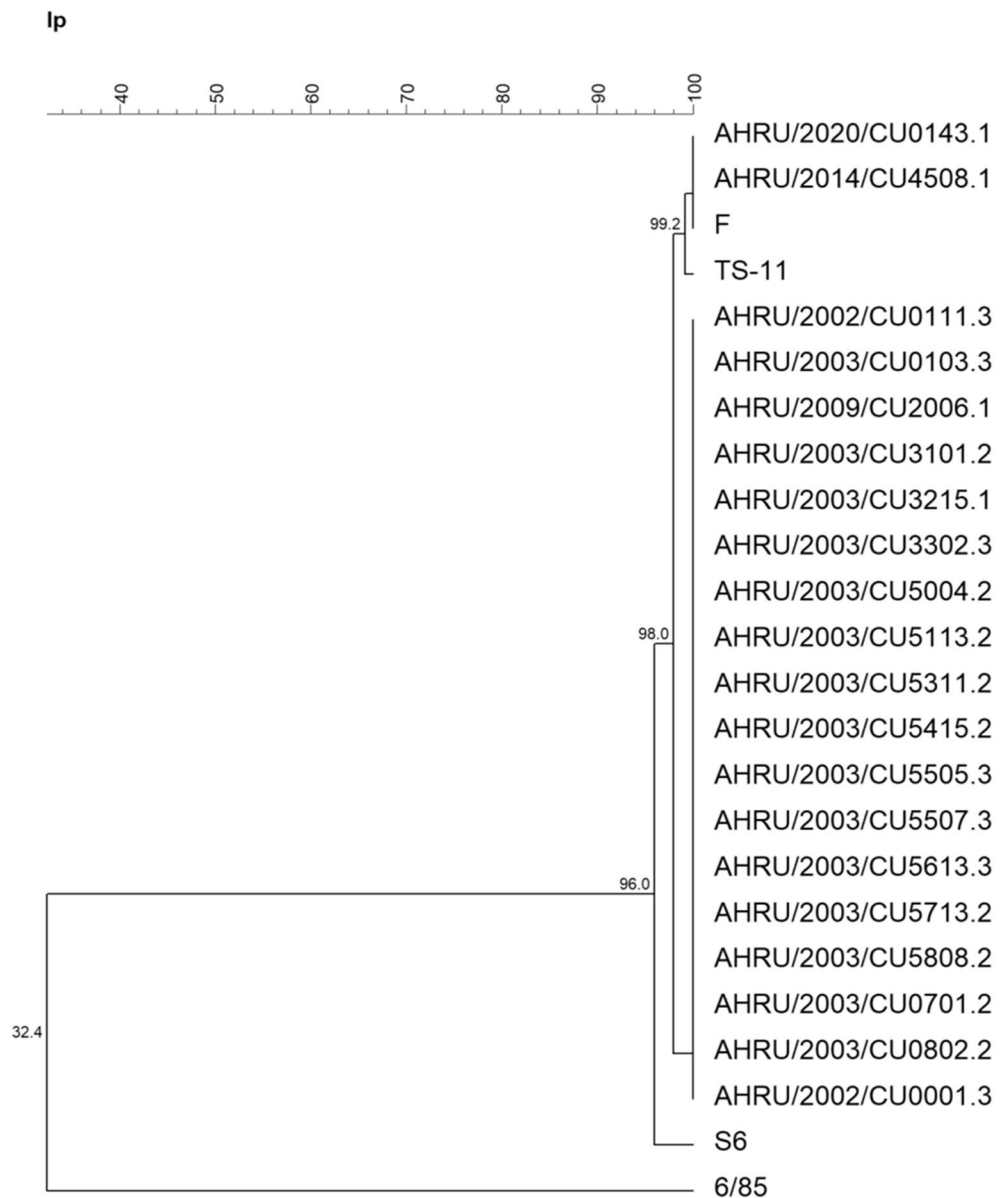 lp
40 50 60 70 80 90 100
AHRU/2020/CU0143.1
AHRU/2014/CU4508.1
99.2 F
TS-11
AHRU/2002/CU0111.3
AHRU/2003/CU0103.3
AHRU/2009/CU2006.1
AHRU/2003/CU3101.2
AHRU/2003/CU3215.1
AHRU/2003/CU3302.3
AHRU/2003/CU5004.2
98.0 AHRU/2003/CU5113.2
AHRU/2003/CU5311.2
AHRU/2003/CU5415.2
AHRU/2003/CU5505.3
AHRU/2003/CU5507.3
AHRU/2003/CU5613.3
96.0
AHRU/2003/CU5713.2
AHRU/2003/CU5808.2
AHRU/2003/CU0701.2
32.4
AHRU/2003/CU0802.2
AHRU/2002/CU0001.3
S6
6/85